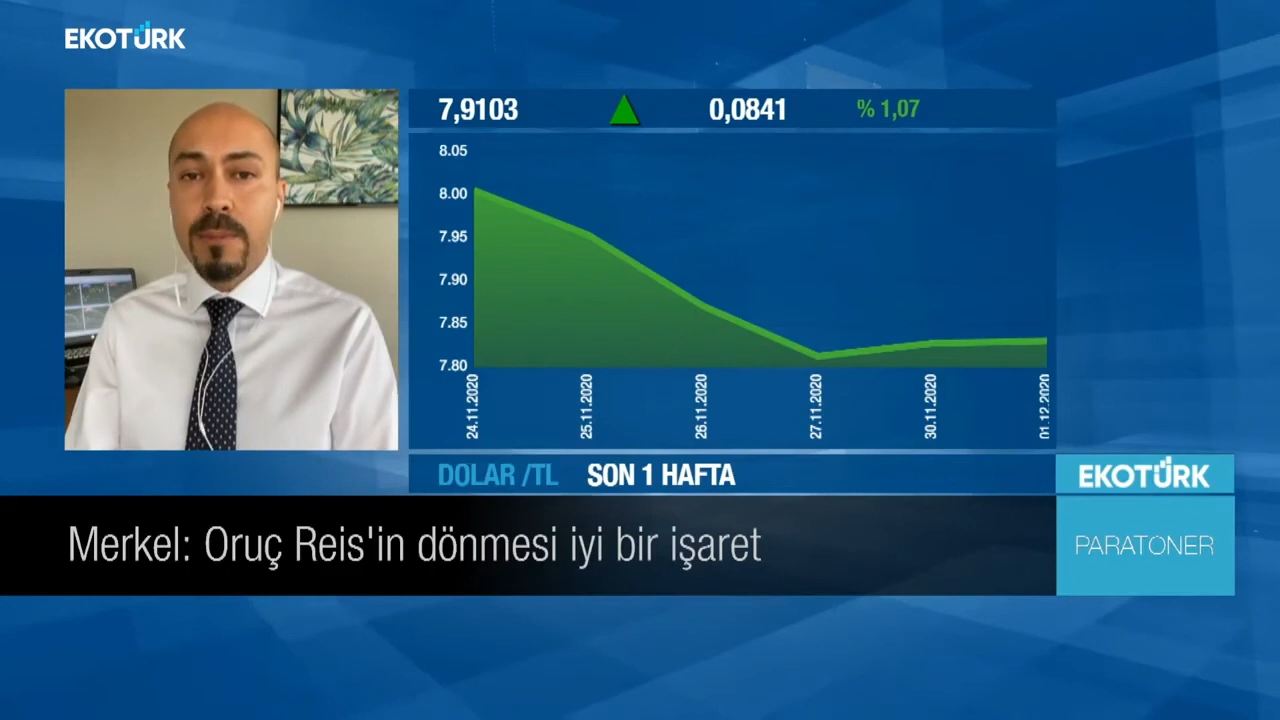 EKOTÜRK
7,9103 0,0841 % 1,07
8.05
8.00
7.95
7.90
7.85
7.80
24.11.2020
25.11.2020
26.11.2020
27.11.2020
30.11.2020
01.12.2020
DOLAR /TL SON 1 HAFTA
EKOTÜRK
Merkel: Oruç Reis'in dönmesi iyi bir işaret
PARATONER